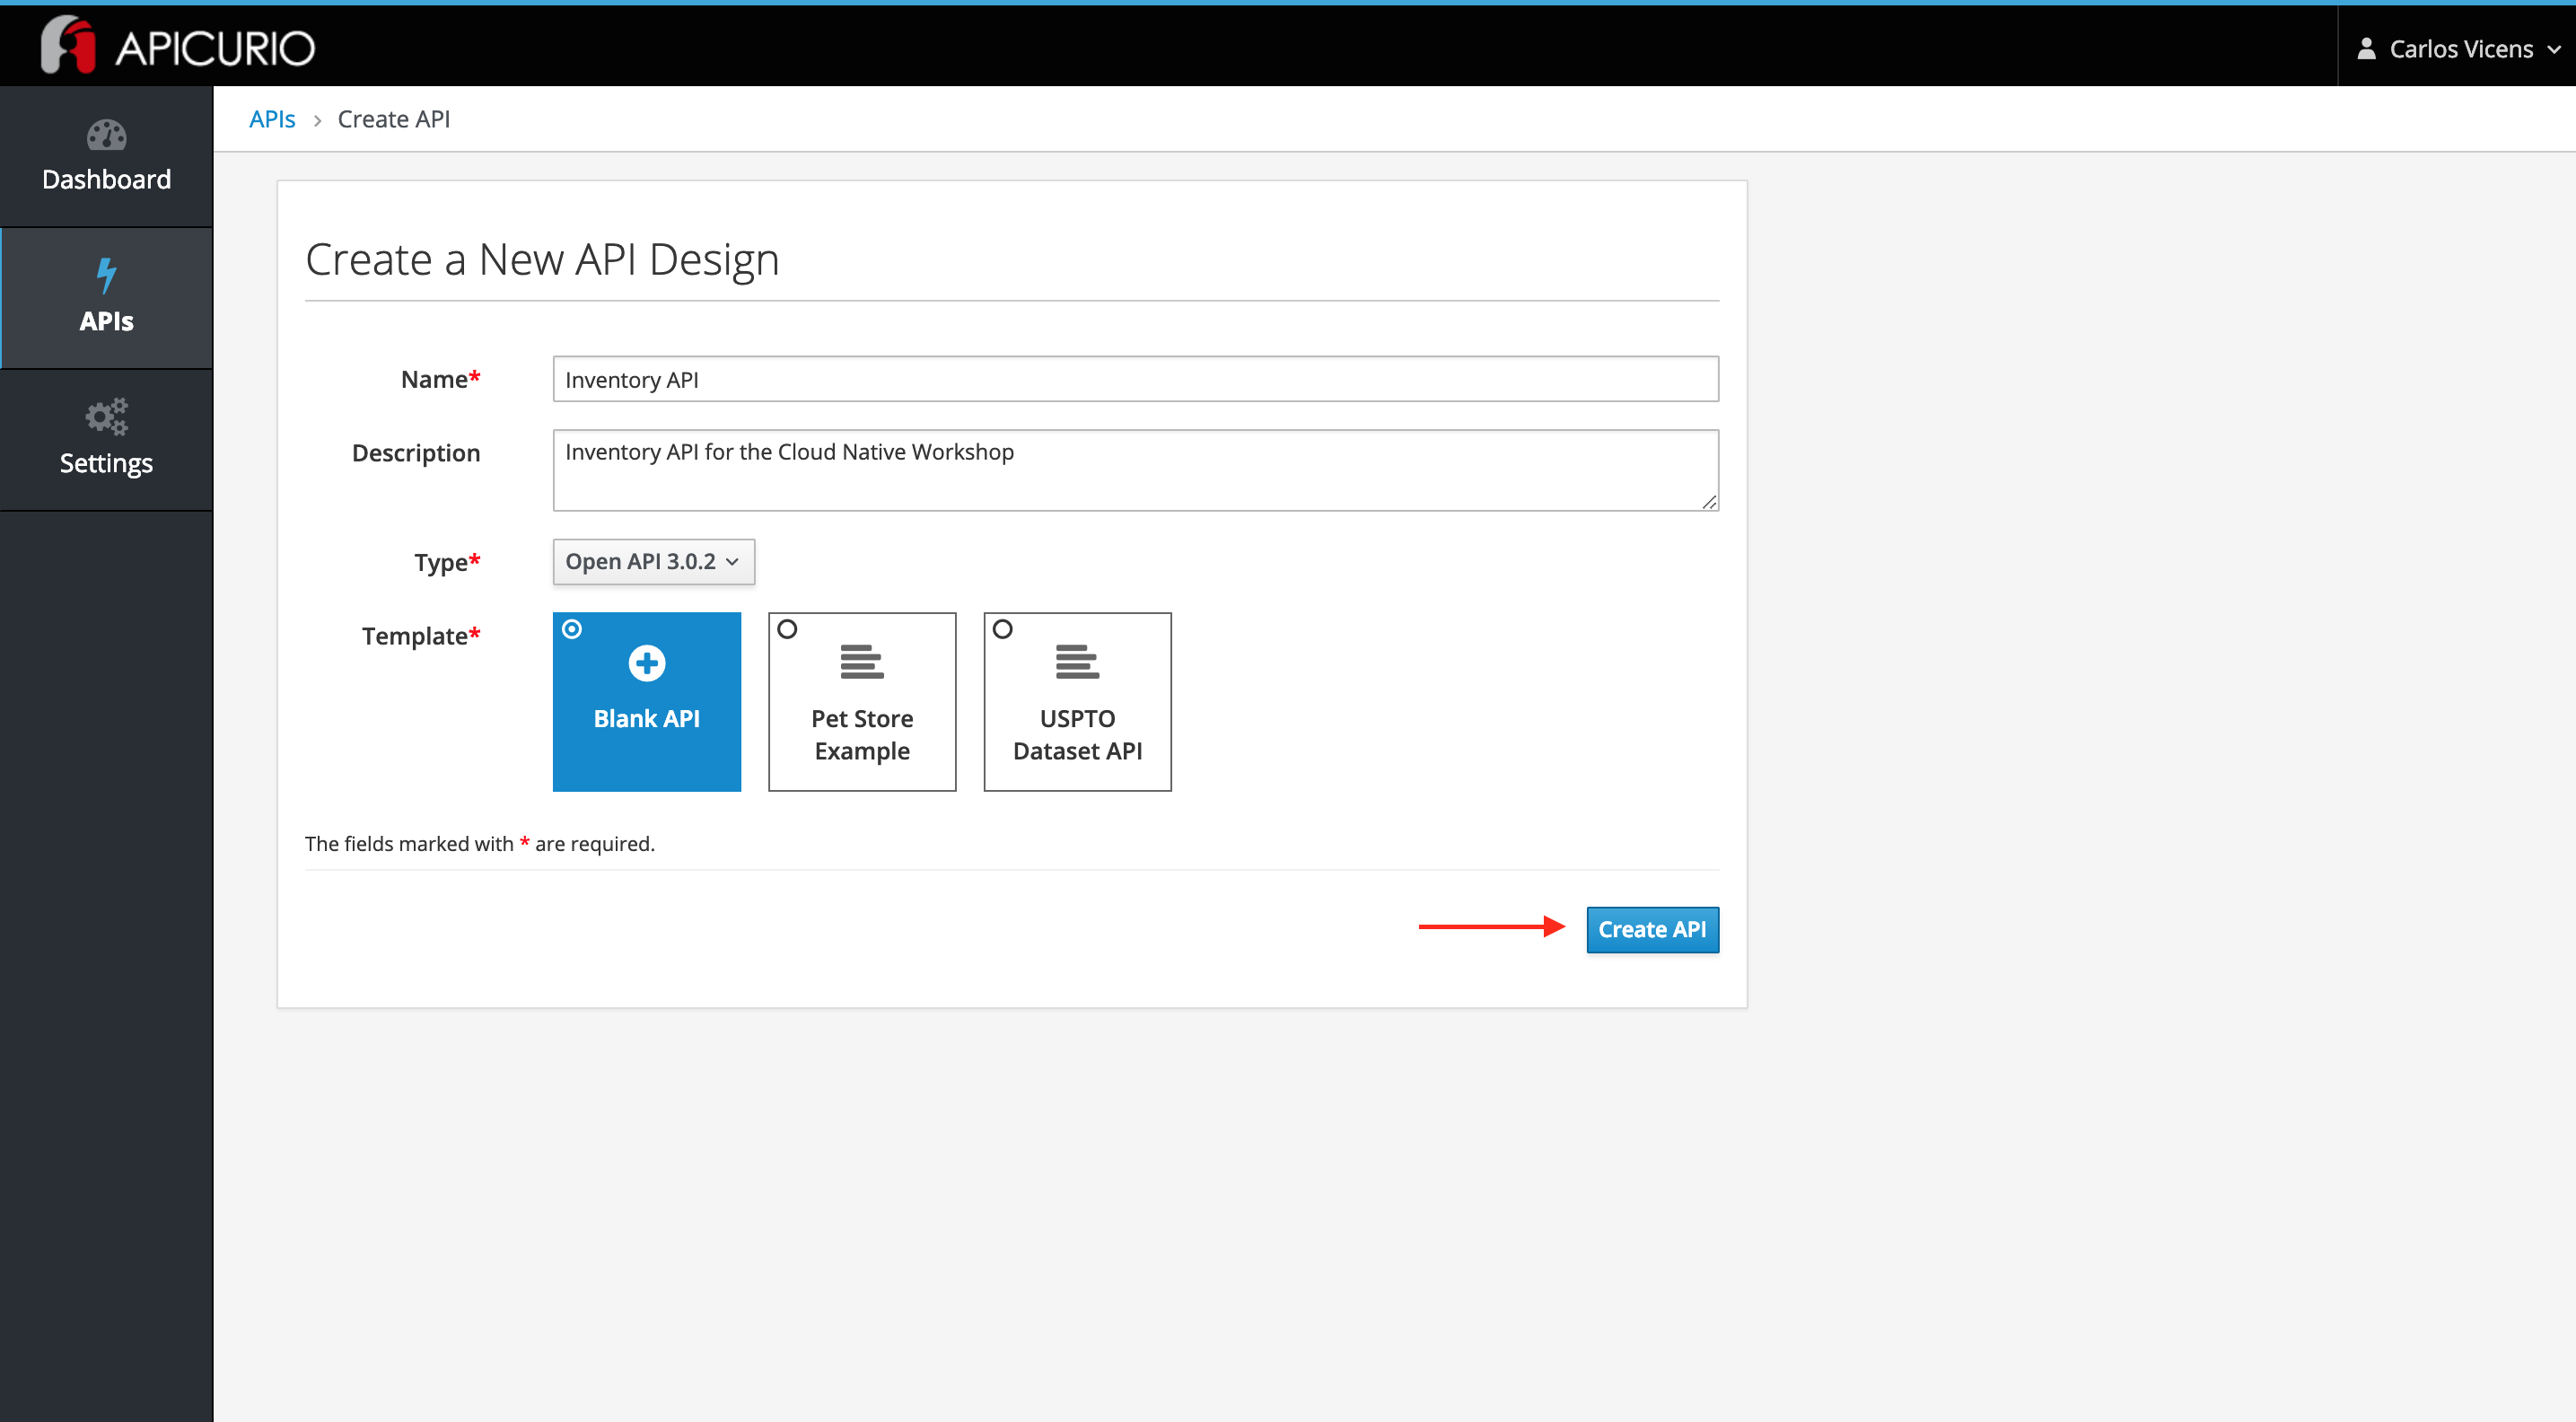 APICURIO
Carlos Vicens
Dashboard
APIs
Settings
APIs > Create API
Create a New API Design
Name*
Inventory API
Description
Inventory API for the Cloud Native Workshop
Type*
Open API 3.0.2
Template*
Blank API
Pet Store
Example
USPTO
Dataset API
The fields marked with * are required.
Create API